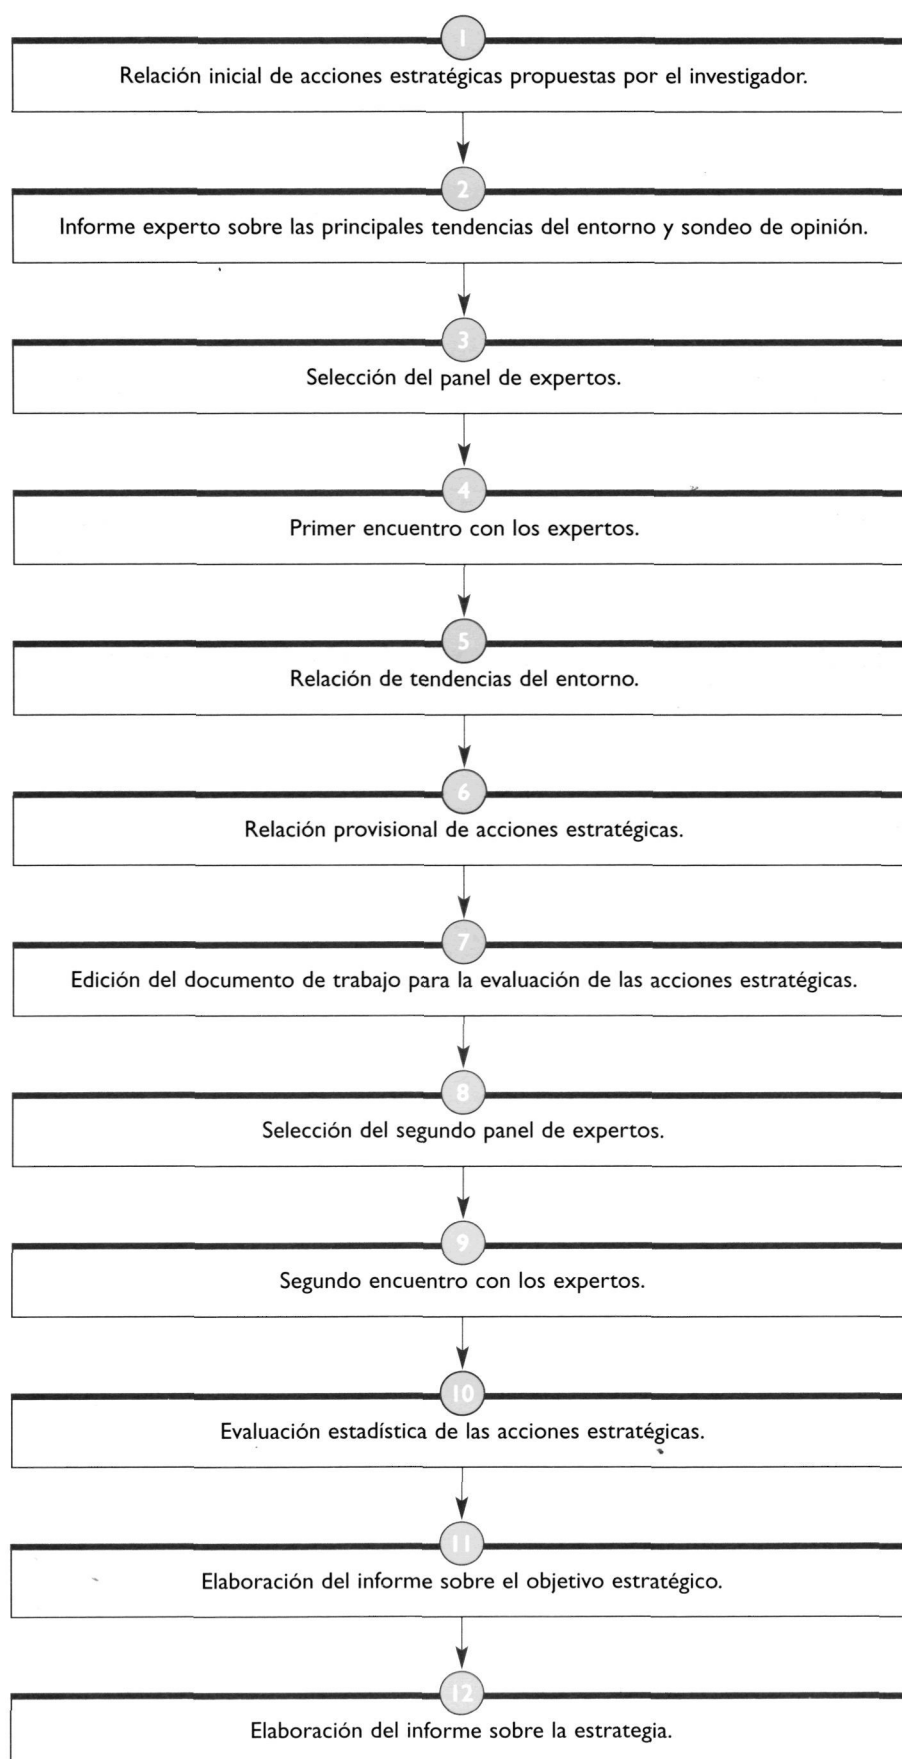 1
Relación inicial de acciones estratégicas propuestas por el investigador.
2
Informe experto sobre las principales tendencias del entorno y sondeo de opinión.
3
Selección del panel de expertos.
4
Primer encuentro con los expertos.
5
Relación de tendencias del entorno.
6
Relación provisional de acciones estratégicas.
7
Edición del documento de trabajo para la evaluación de las acciones estratégicas.
8
Selección del segundo panel de expertos.
9
Segundo encuentro con los expertos.
10
Evaluación estadística de las acciones estratégicas.
11
Elaboración del informe sobre el objetivo estratégico.
12
Elaboración del informe sobre la estrategia.